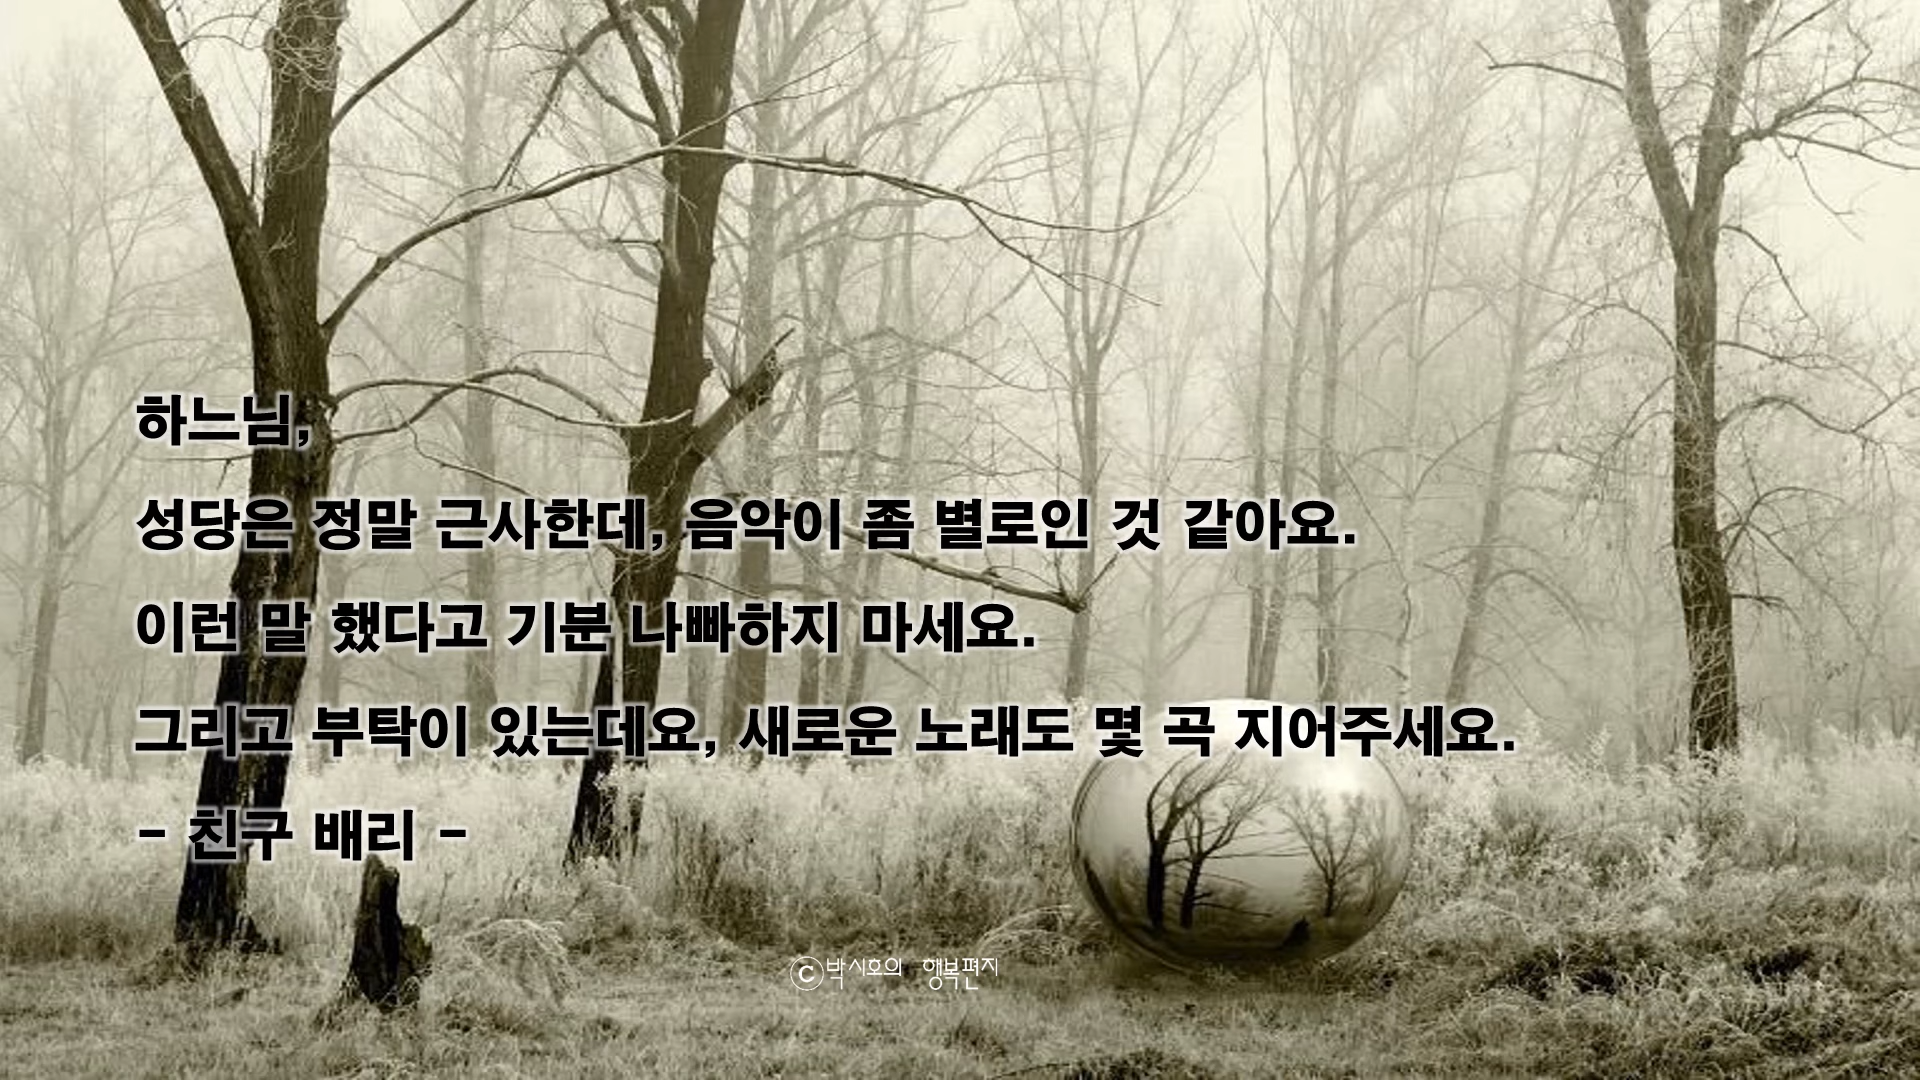 하느님,
성당은 정말 근사한데, 음악이 좀 별로인 것 같아요.
이런 말 했다고 기분 나빠하지 마세요.
그리고 부탁이 있는데요, 새로운 노래도 몇 곡 지어주세요.
- 친구 배리 -
ⓒ박시호의 행복편지